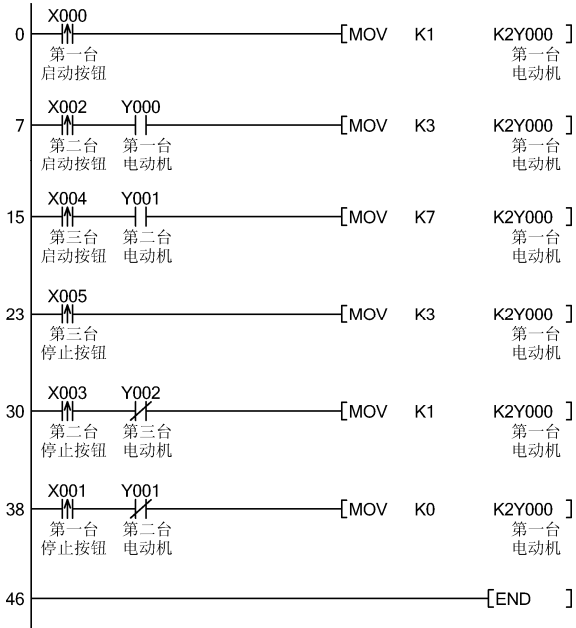 X000
0 [MOV K1 K2Y000 ]
第一台 第一台
启动按钮 电动机
X002 Y000
7 [MOV K3 K2Y000 ]
第二台 第一台 第一台
启动按钮 电动机 电动机
X004 Y001
15 [MOV K7 K2Y000 ]
第三台 第二台 第一台
启动按钮 电动机 电动机
X005
23 [MOV K3 K2Y000 ]
第三台 第一台
停止按钮 电动机
X003 Y002
30 [MOV K1 K2Y000 ]
第二台 第三台 第一台
停止按钮 电动机 电动机
X001 Y001
38 [MOV K0 K2Y000 ]
第一台 第二台 第一台
停止按钮 电动机 电动机
46 [END ]